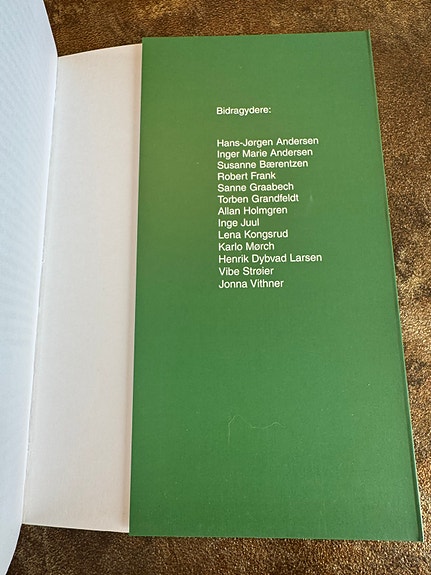 Bidragydere:
Hans-Jørgen Andersen
Inger Marie Andersen
Susanne Bærentzen
Robert Frank
Sanne Graabech
Torben Grandfeldt
Allan Holmgren
Inge Juul
Lena Kongsrud
Karlo Mørch
Henrik Dybvad Larsen
Vibe Strøier
Jonna Vithner